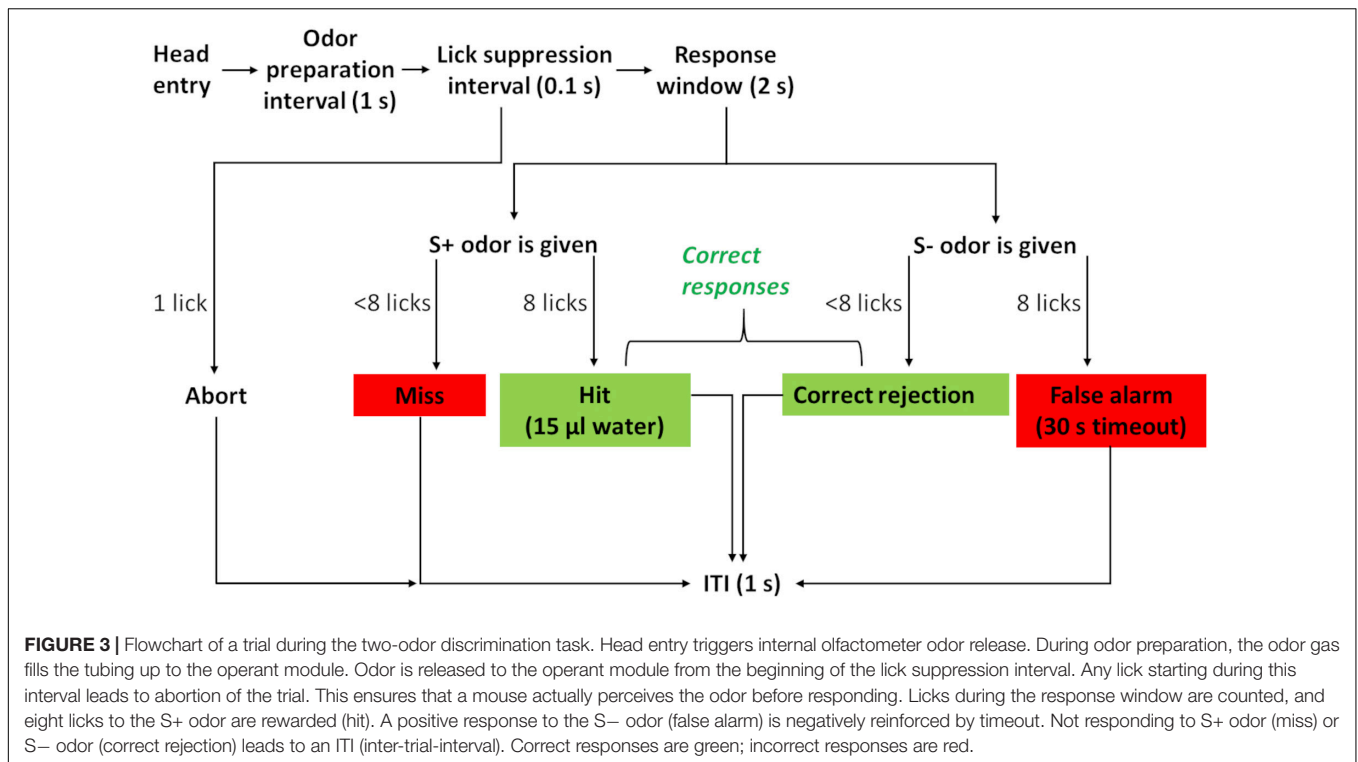 Head
entry
Odor
preparation
interval (1 s)
Lick suppression
interval (0.1 s)
Response
window (2 s)
S+ odor is given
Correct
responses
S- odor is given
1 lick
<8 licks
8 licks
<8 licks
8 licks
Abort
Miss
Hit
(15 µl water)
Correct rejection
False alarm
(30 s timeout)
ITI (1 s)
FIGURE 3 | Flowchart of a trial during the two-odor discrimination task. Head entry triggers internal olfactometer odor release. During odor preparation, the odor gas
fills the tubing up to the operant module. Odor is released to the operant module from the beginning of the lick suppression interval. Any lick starting during this
interval leads to abortion of the trial. This ensures that a mouse actually perceives the odor before responding. Licks during the response window are counted, and
eight licks to the S+ odor are rewarded (hit). A positive response to the S− odor (false alarm) is negatively reinforced by timeout. Not responding to S+ odor (miss) or
S− odor (correct rejection) leads to an ITI (inter-trial-interval). Correct responses are green; incorrect responses are red.